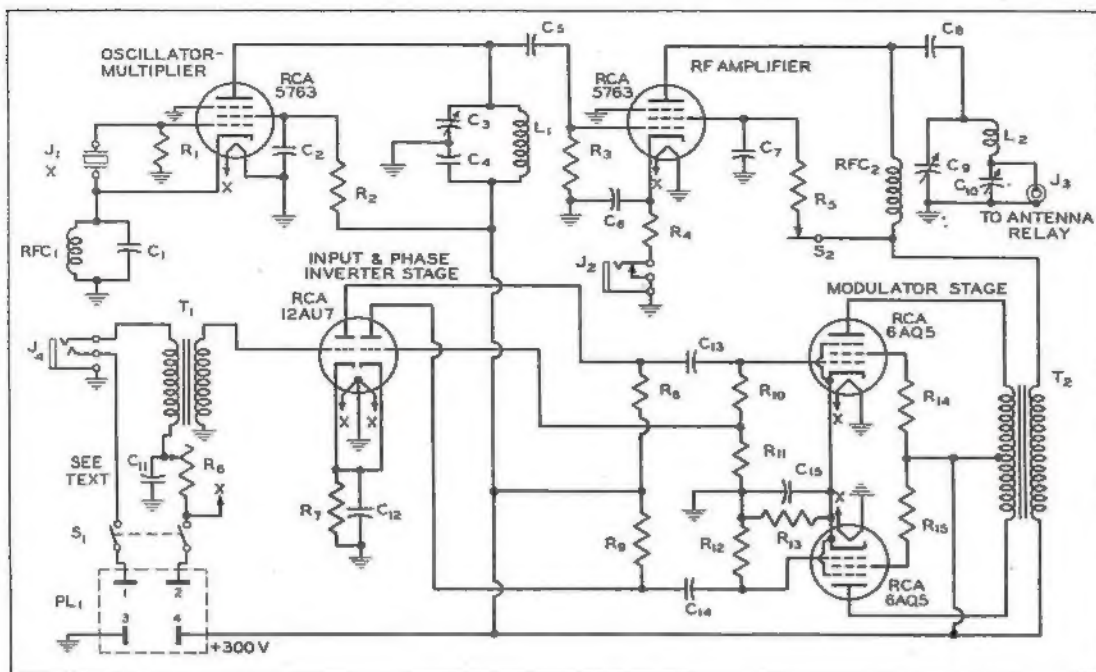 OSCILLATOR-
MULTIPLIER
RCA
5763
C5
RF AMPLIFIER
RCA
5763
C8
J1
X
R1
X
C2
R2
C3
C4
L1
R3
C6
X
R4
C7
R5
S2
RFC2
L2
C9
C10
J3
TO ANTENNA
RELAY
RFC1
C1
INPUT & PHASE
INVERTER STAGE
RCA
12AU7
J2
MODULATOR STAGE
RCA
6AQ5
T1
J4
C13
T2
R8
R10
X
R14
X
X
SEE
TEXT
C11
R6
X
R11
C15
X
S1
R7
C12
R9
R12
R13
R15
PL1
1
2
3
4
+300V
C14
RCA
6AQ5